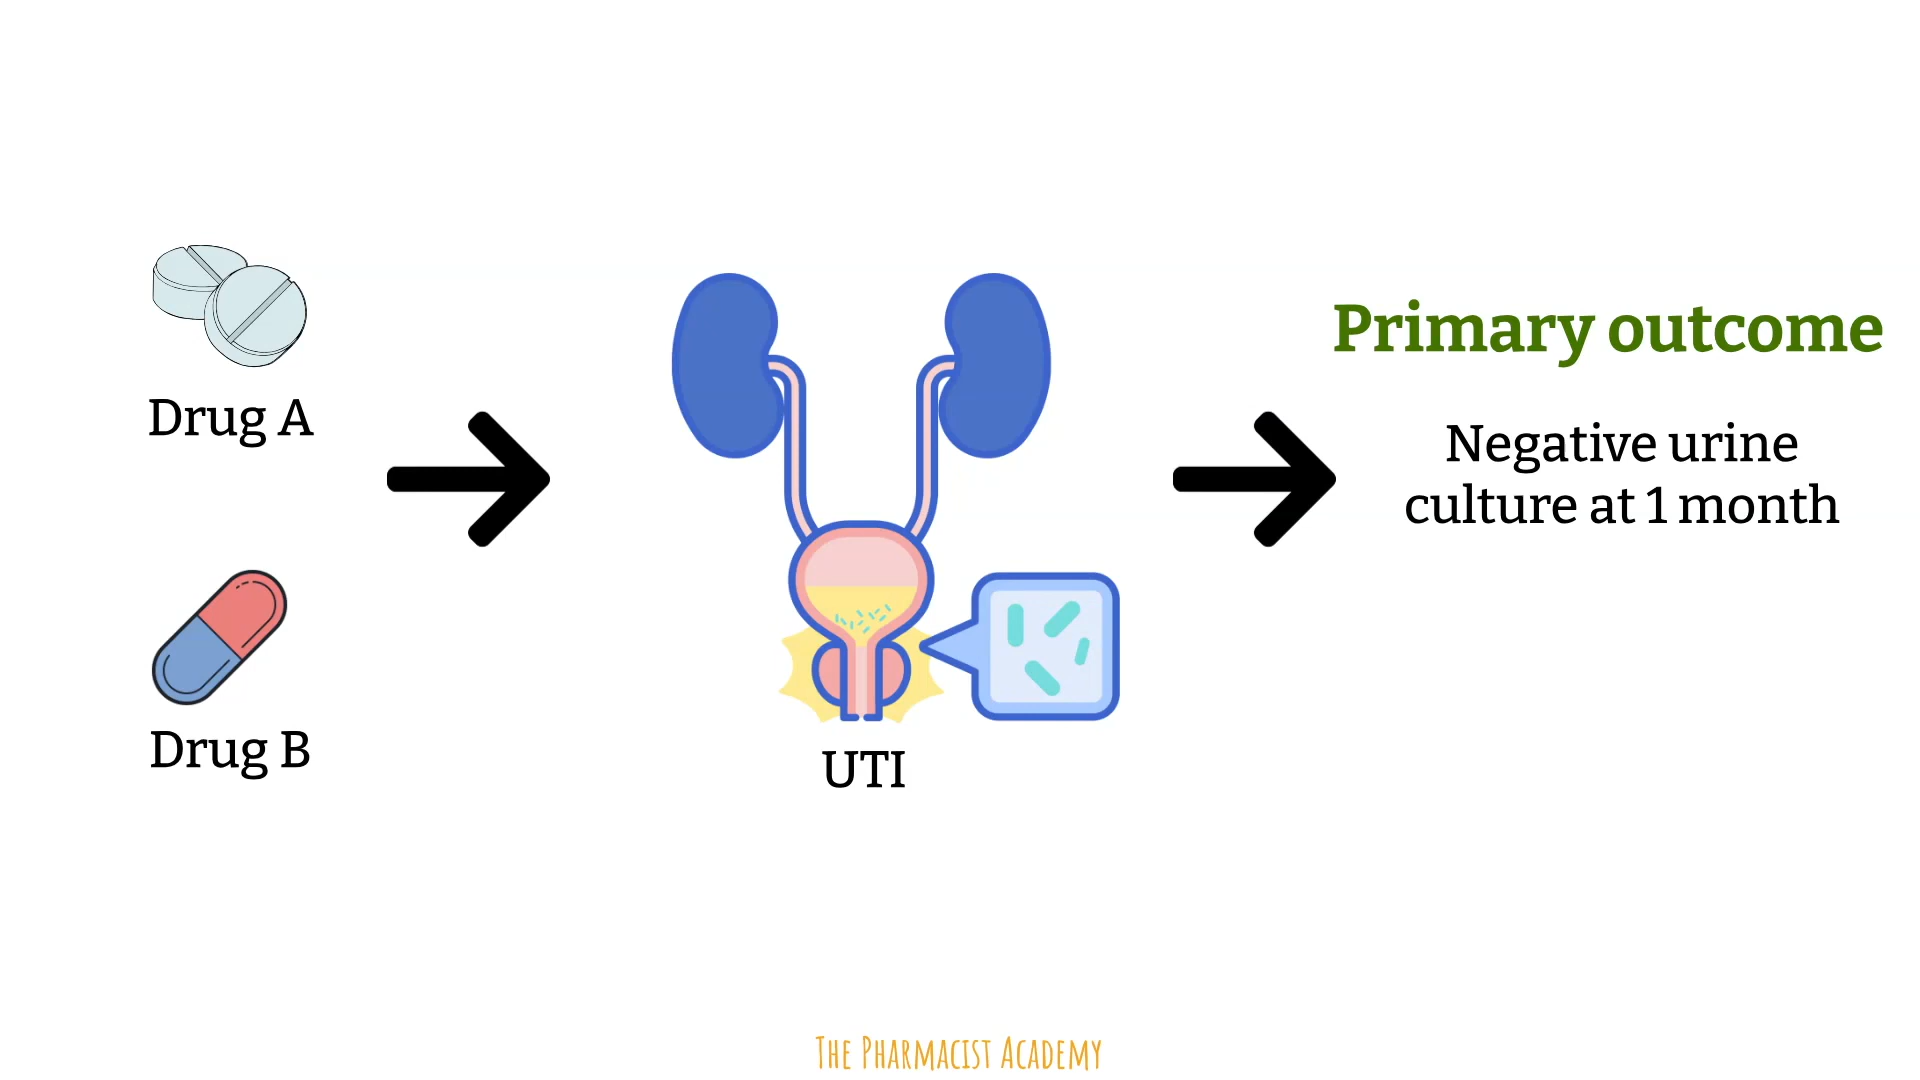 Drug A
Drug B
UTI
Primary outcome
Negative urine
culture at 1 month
The Pharmacist Academy